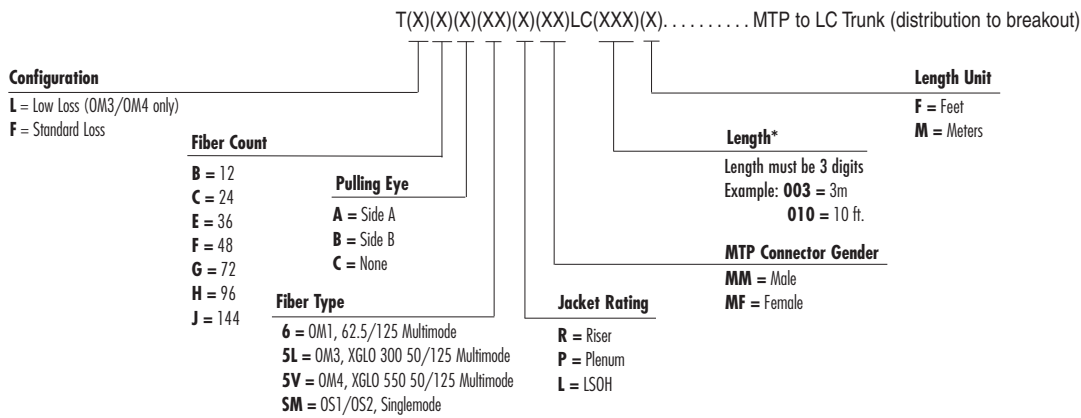 T(X)(X)(X)(XX)(X)(XX)LC(XXX)(X). . . . . . . . . . MTP to LC Trunk (distribution to breakout)
Configuration
L = Low Loss (OM3/OM4 only)
F = Standard Loss
Fiber Count
B = 12
C = 24
E = 36
F = 48
G = 72
H = 96
J = 144
Pulling Eye
A = Side A
B = Side B
C = None
Fiber Type
6 = OM1, 62.5/125 Multimode
5L = OM3, XGLO 300 50/125 Multimode
5V = OM4, XGLO 550 50/125 Multimode
SM = OS1/OS2, Singlemode
Jacket Rating
R = Riser
P = Plenum
L = LSOH
MTP Connector Gender
MM = Male
MF = Female
Length*
Length must be 3 digits
Example: 003 = 3m
010 = 10 ft.
Length Unit
F = Feet
M = Meters